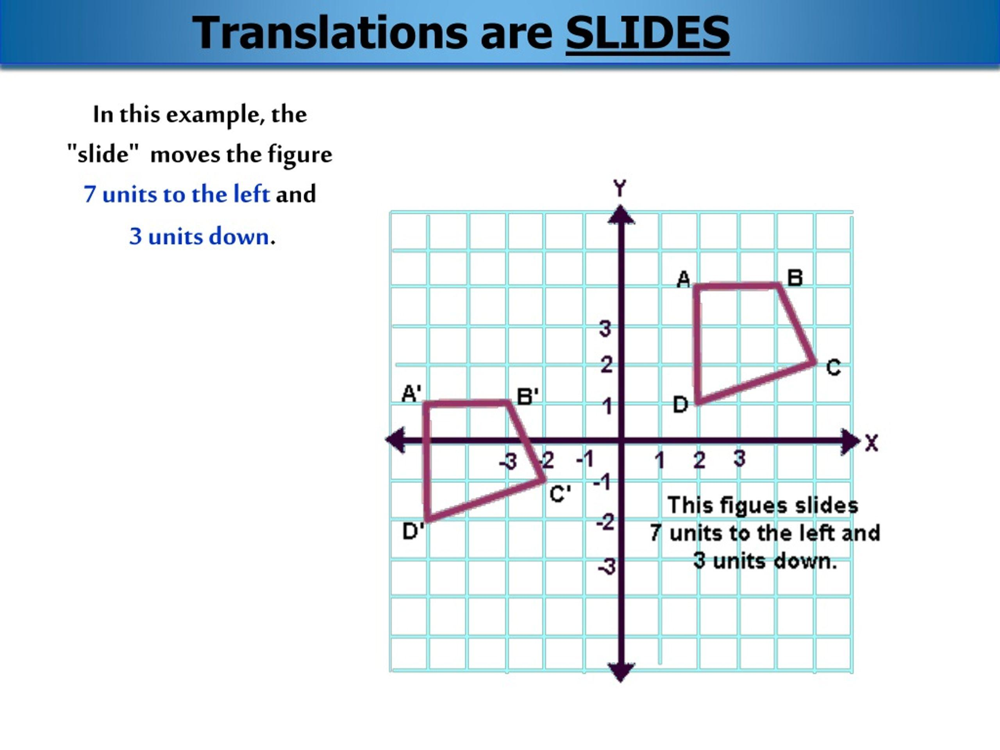 Translations are SLIDES
In this example, the
"slide" moves the figure
7 units to the left and
3 units down.
Y
A B
3
2 C
A' B' 1 D
X
-3 -2 -1 1 2 3
-1
C'
This figues slides
-2
D' 7 units to the left and
3 units down.
-3